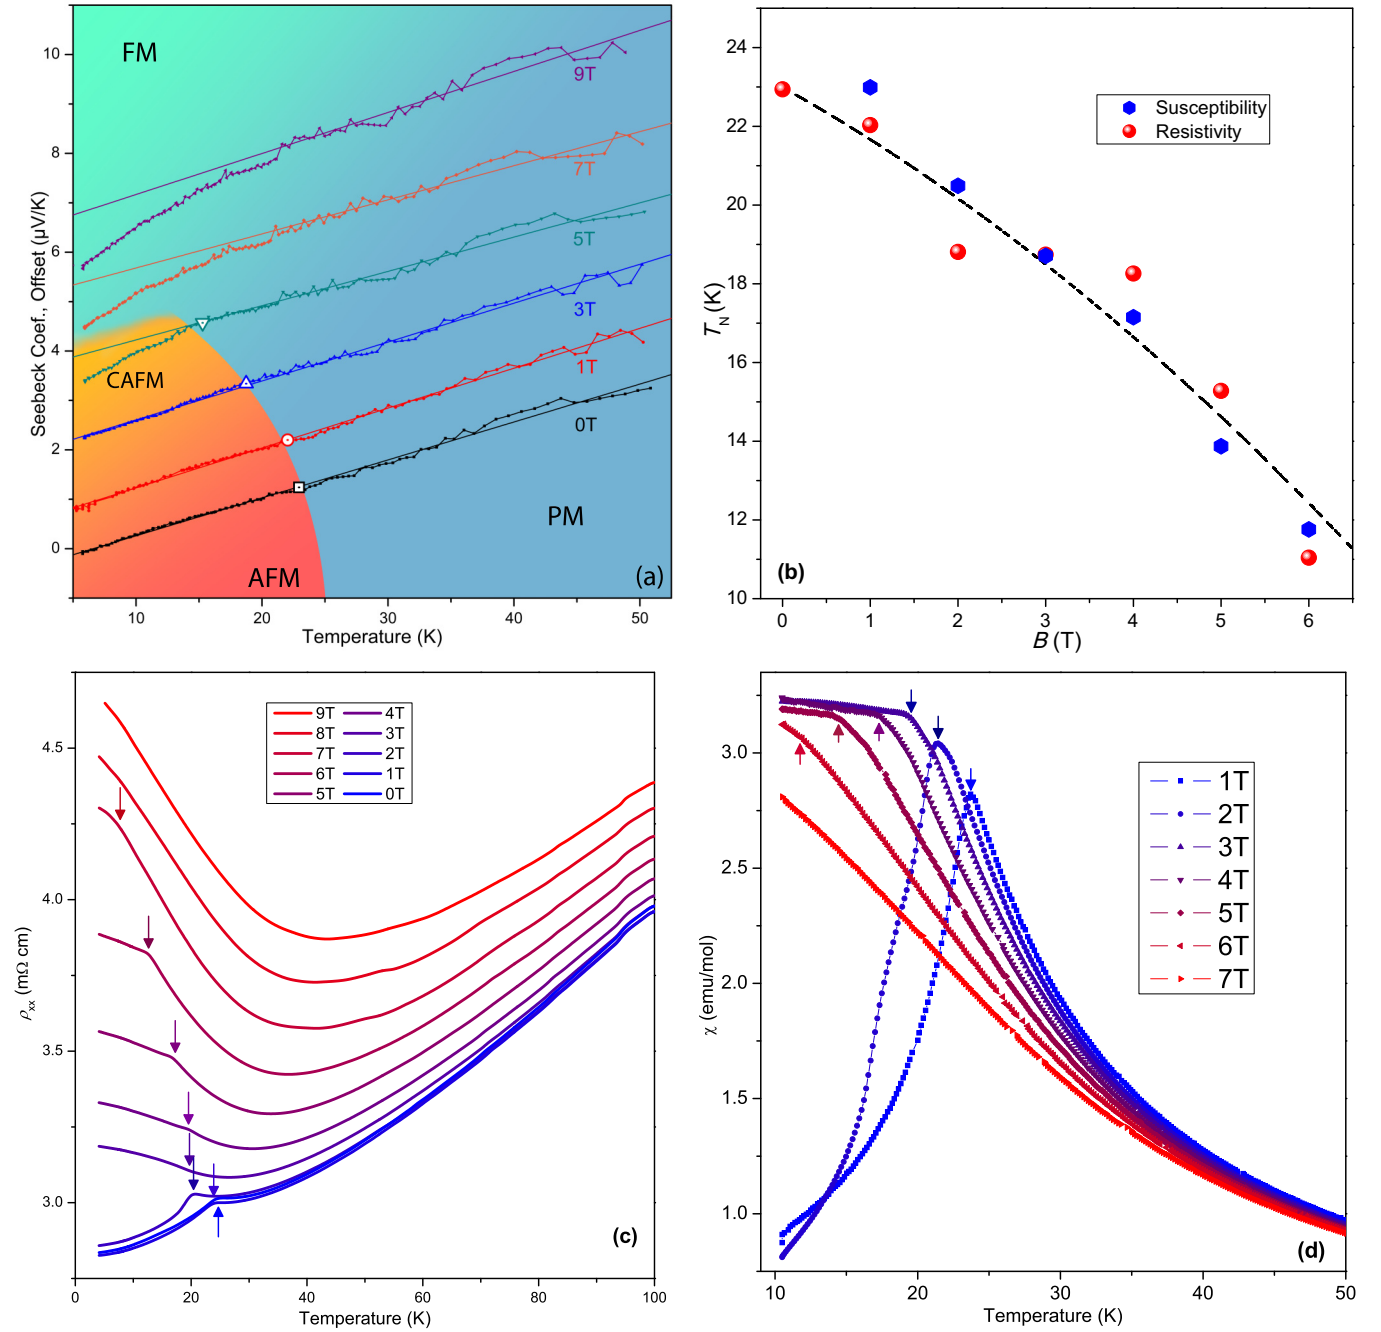 FM
9T
7T
5T
3T
1T
0T
CAFM
AFM
PM
(a)
10
8
6
4
2
0
Seebeck Coef., Offset (μV/K)
10
20
30
40
50
Temperature (K)
24
22
20
18
16
14
12
10
T_N (K)
Susceptibility
Resistivity
(b)
0
1
2
3
4
5
6
B (T)
4.5
4.0
3.5
3.0
ρxx (mΩ cm)
9T 4T
8T 3T
7T 2T
6T 1T
5T 0T
(c)
0
20
40
60
80
100
Temperature (K)
3.0
2.5
2.0
1.5
1.0
χ (emu/mol)
1T
2T
3T
4T
5T
6T
7T
(d)
10
20
30
40
50
Temperature (K)